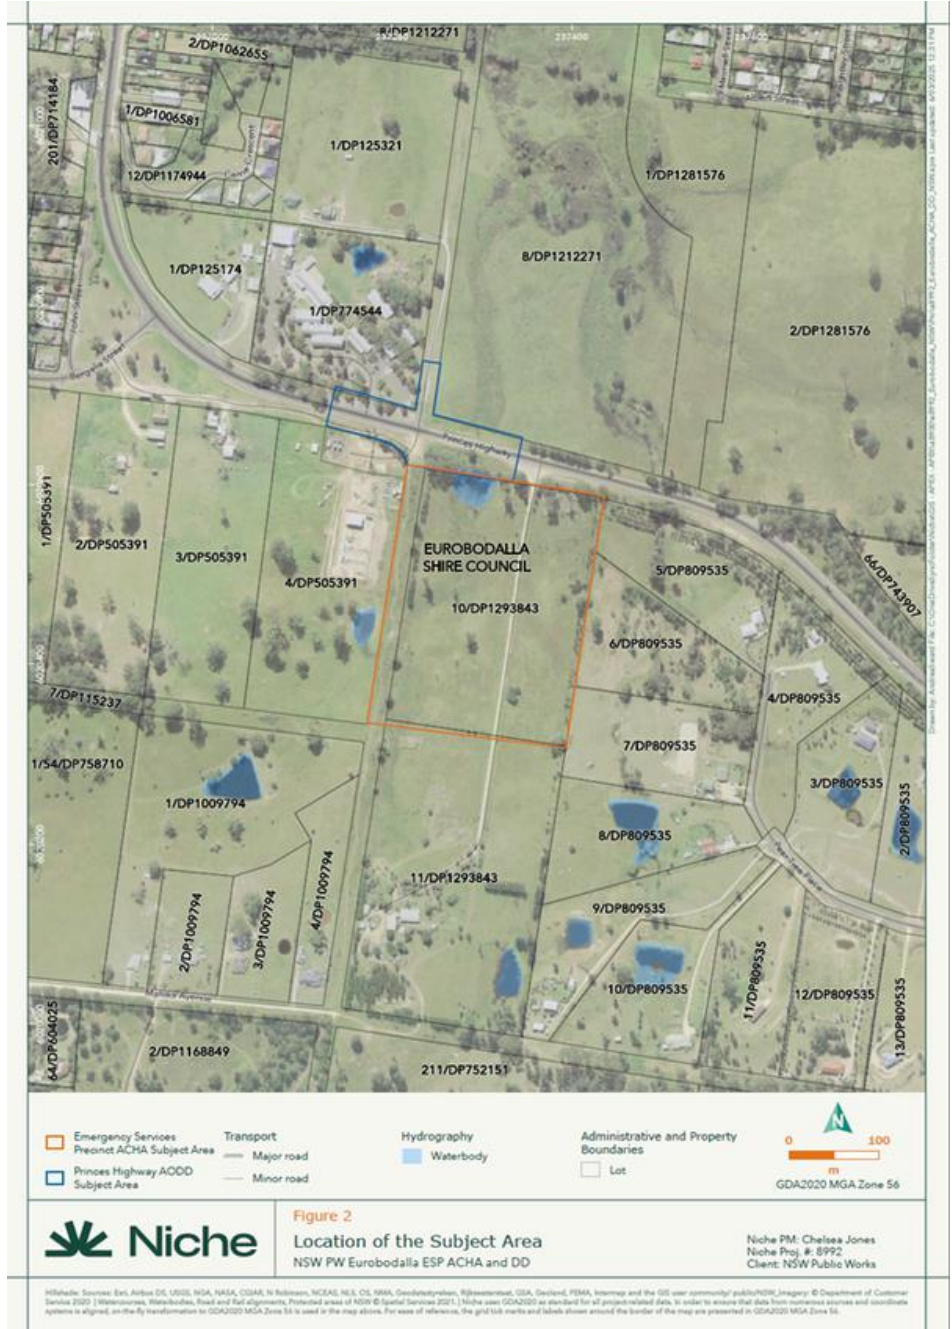 8/DP1212271
2/DP1062655
237400
201/DP714184
1/DP1006581
12/DP1174944
1/DP125321
1/DP1281576
1/DP125174
8/DP1212271
1/DP774544
2/DP1281576
Princes Highway
1/DP505391
2/DP505391
3/DP505391
4/DP505391
EUROBODALLA
SHIRE COUNCIL
10/DP1293843
5/DP809535
66/DP743907
6/DP809535
7/DP115237
4/DP809535
7/DP809535
1/54/DP758710
1/DP1009794
3/DP809535
2/DP809535
8/DP809535
11/DP1293843
9/DP809535
2/DP1009794
3/DP1009794
4/DP1009794
10/DP809535
11/DP809535
12/DP809535
13/DP809535
64/DP604025
2/DP1168849
211/DP752151
Emergency Services
Precinct ACHA Subject Area
Princes Highway AODD
Subject Area
Transport
Major road
Minor road
Hydrography
Waterbody
Administrative and Property
Boundaries
Lot
N
0 100
m
GDA2020 MGA Zone 56
Niche
Figure 2
Location of the Subject Area
NSW PW Eurobodalla ESP ACHA and DD
Niche PM: Chelsea Jones
Niche Proj. #: 8992
Client: NSW Public Works